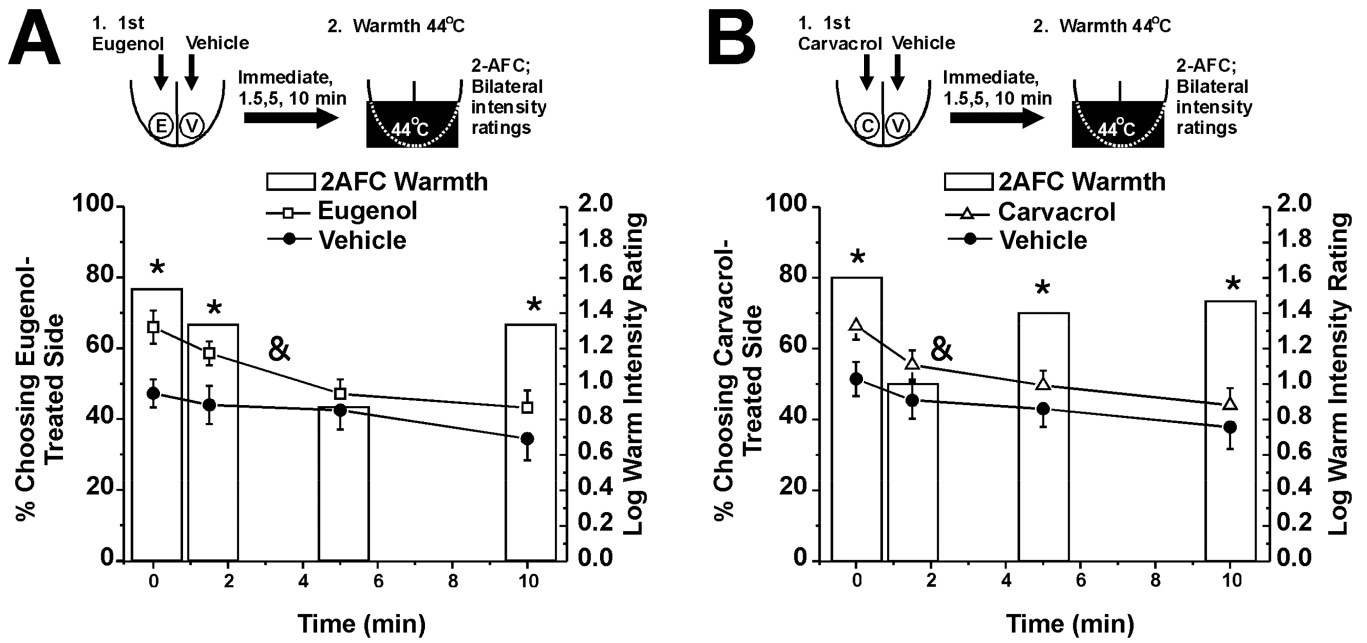 A
1. 1st
Eugenol
Vehicle
2. Warmth 44°C
Immediate,
1.5,5, 10 min
E
V
44°C
2-AFC;
Bilateral
intensity
ratings
2AFC Warmth
Eugenol
Vehicle
% Choosing Eugenol-
Treated Side
100
80
60
40
20
0
*
*
&
*
2.0
1.8
1.6
1.4
1.2
1.0
0.8
0.6
0.4
0.2
0.0
Log Warm Intensity Rating
0 2 4 6 8 10
Time (min)
B
1. 1st
Carvacrol
Vehicle
2. Warmth 44°C
Immediate,
1.5,5, 10 min
C
V
44°C
2-AFC;
Bilateral
intensity
ratings
2AFC Warmth
Carvacrol
Vehicle
% Choosing Carvacrol-
Treated Side
100
80
60
40
20
0
*
&
*
*
2.0
1.8
1.6
1.4
1.2
1.0
0.8
0.6
0.4
0.2
0.0
Log Warm Intensity Rating
0 2 4 6 8 10
Time (min)